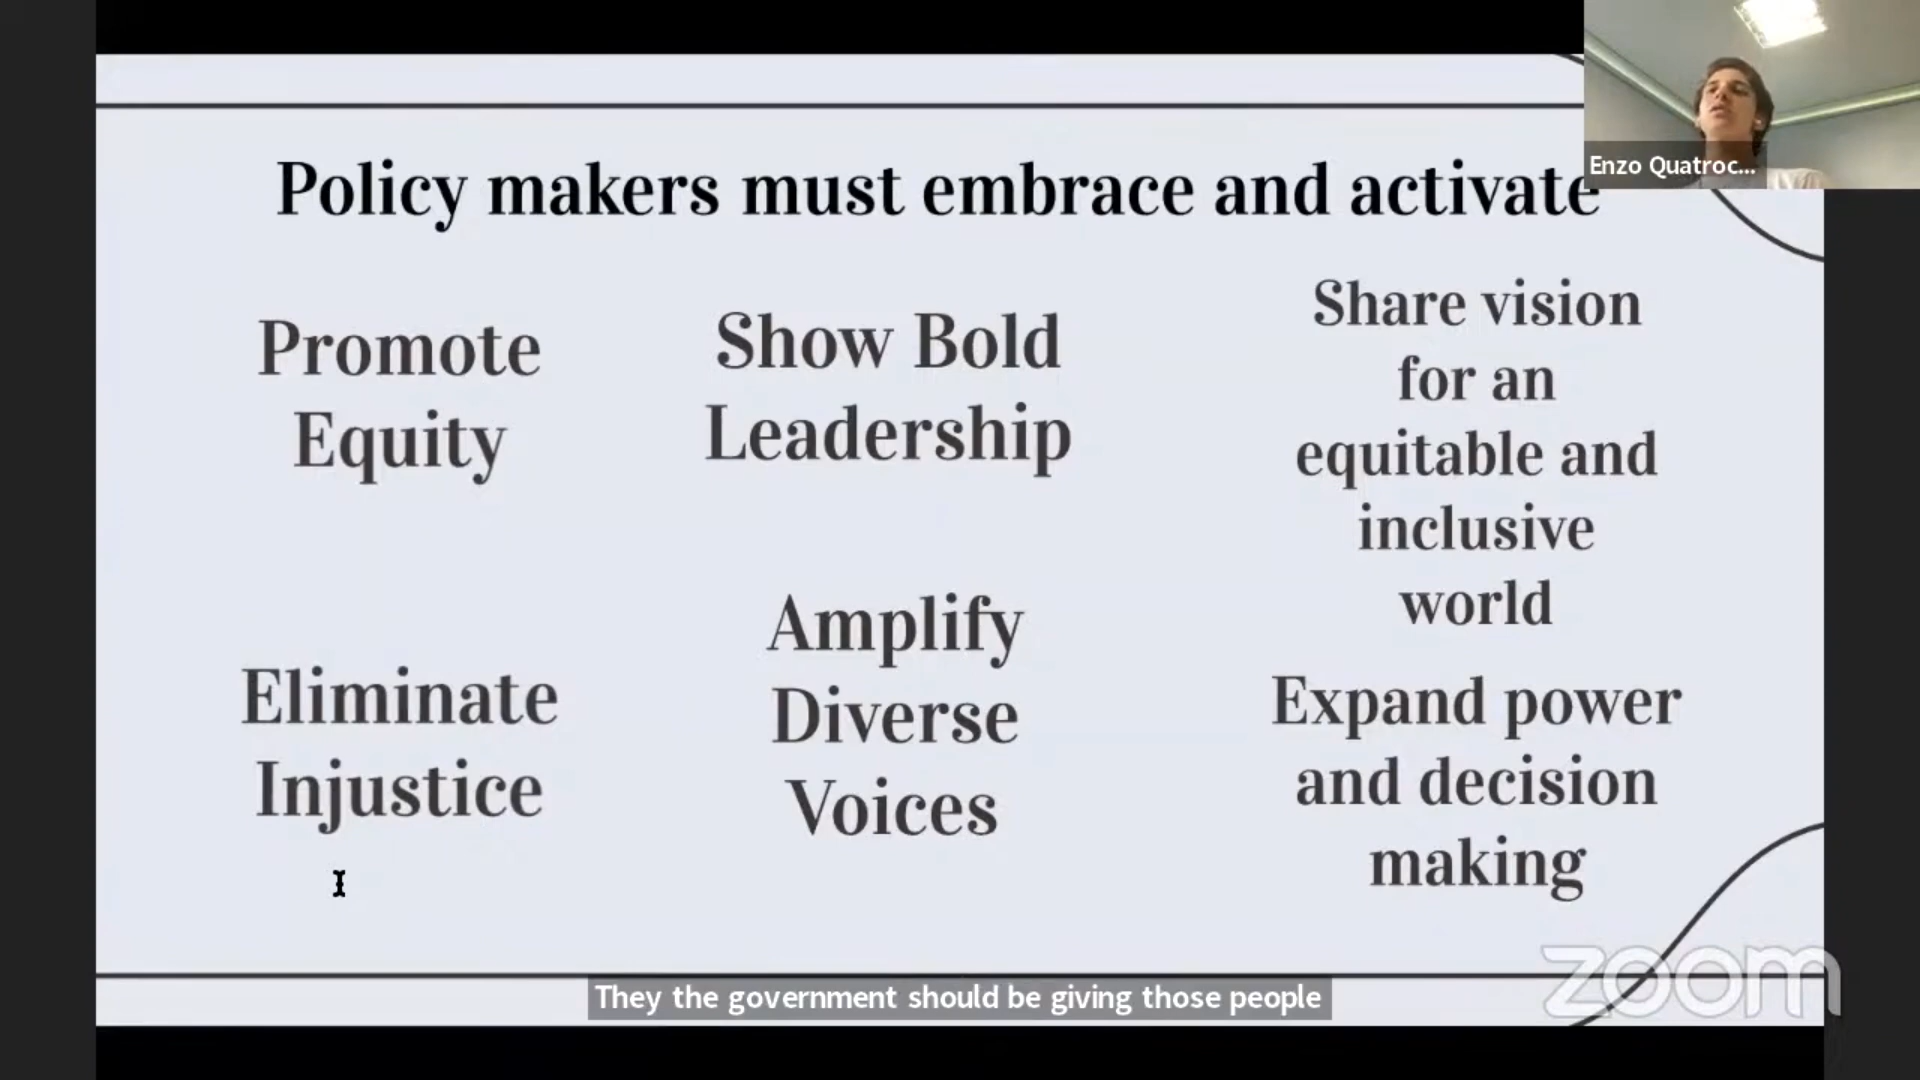 Policy makers must embrace and activate
Enzo Quatroc...
Promote
Equity
Show Bold
Leadership
Share vision
for an
equitable and
inclusive
world
Eliminate
Injustice
Amplify
Diverse
Voices
Expand power
and decision
making
zoom
They the government should be giving those people